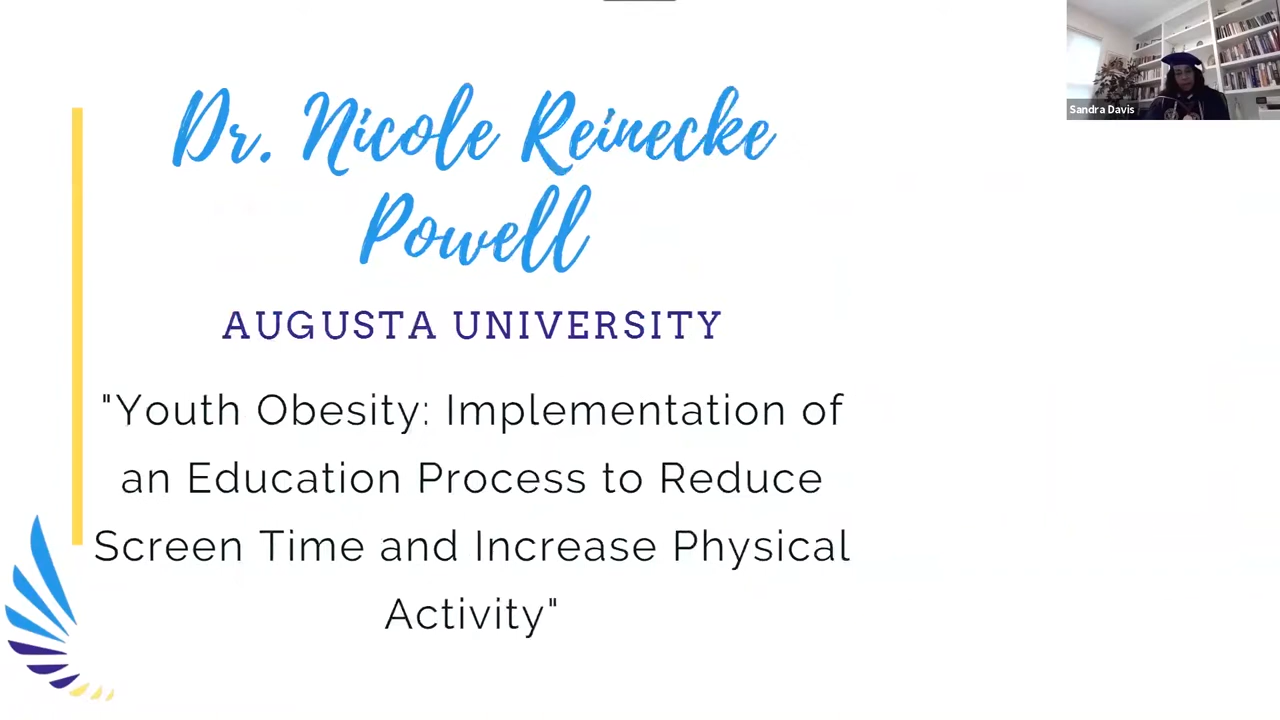 Dr. Nicole Reinecke
Powell
AUGUSTA UNIVERSITY
"Youth Obesity: Implementation of
an Education Process to Reduce
Screen Time and Increase Physical
Activity"
Sandra Davis